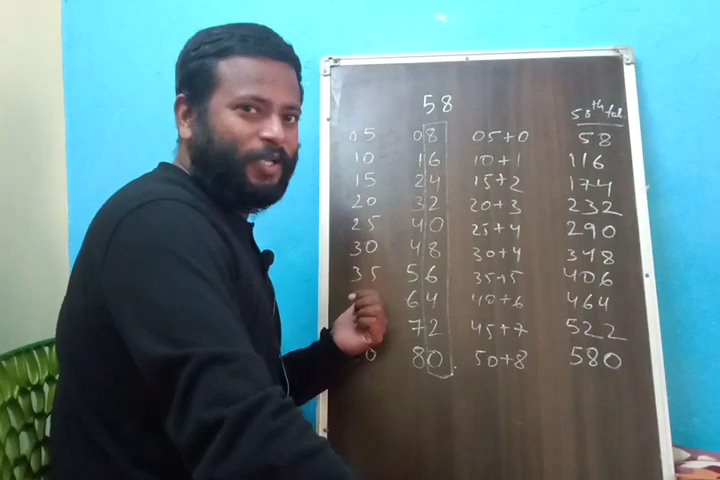 58 58th tab.
05 08 05+0 58
10 16 10+1 116
15 24 15+2 174
20 32 20+3 232
25 40 25+4 290
30 48 30+4 348
35 56 35+5 406
64 40+6 464
72 45+7 522
0 80 50+8 580